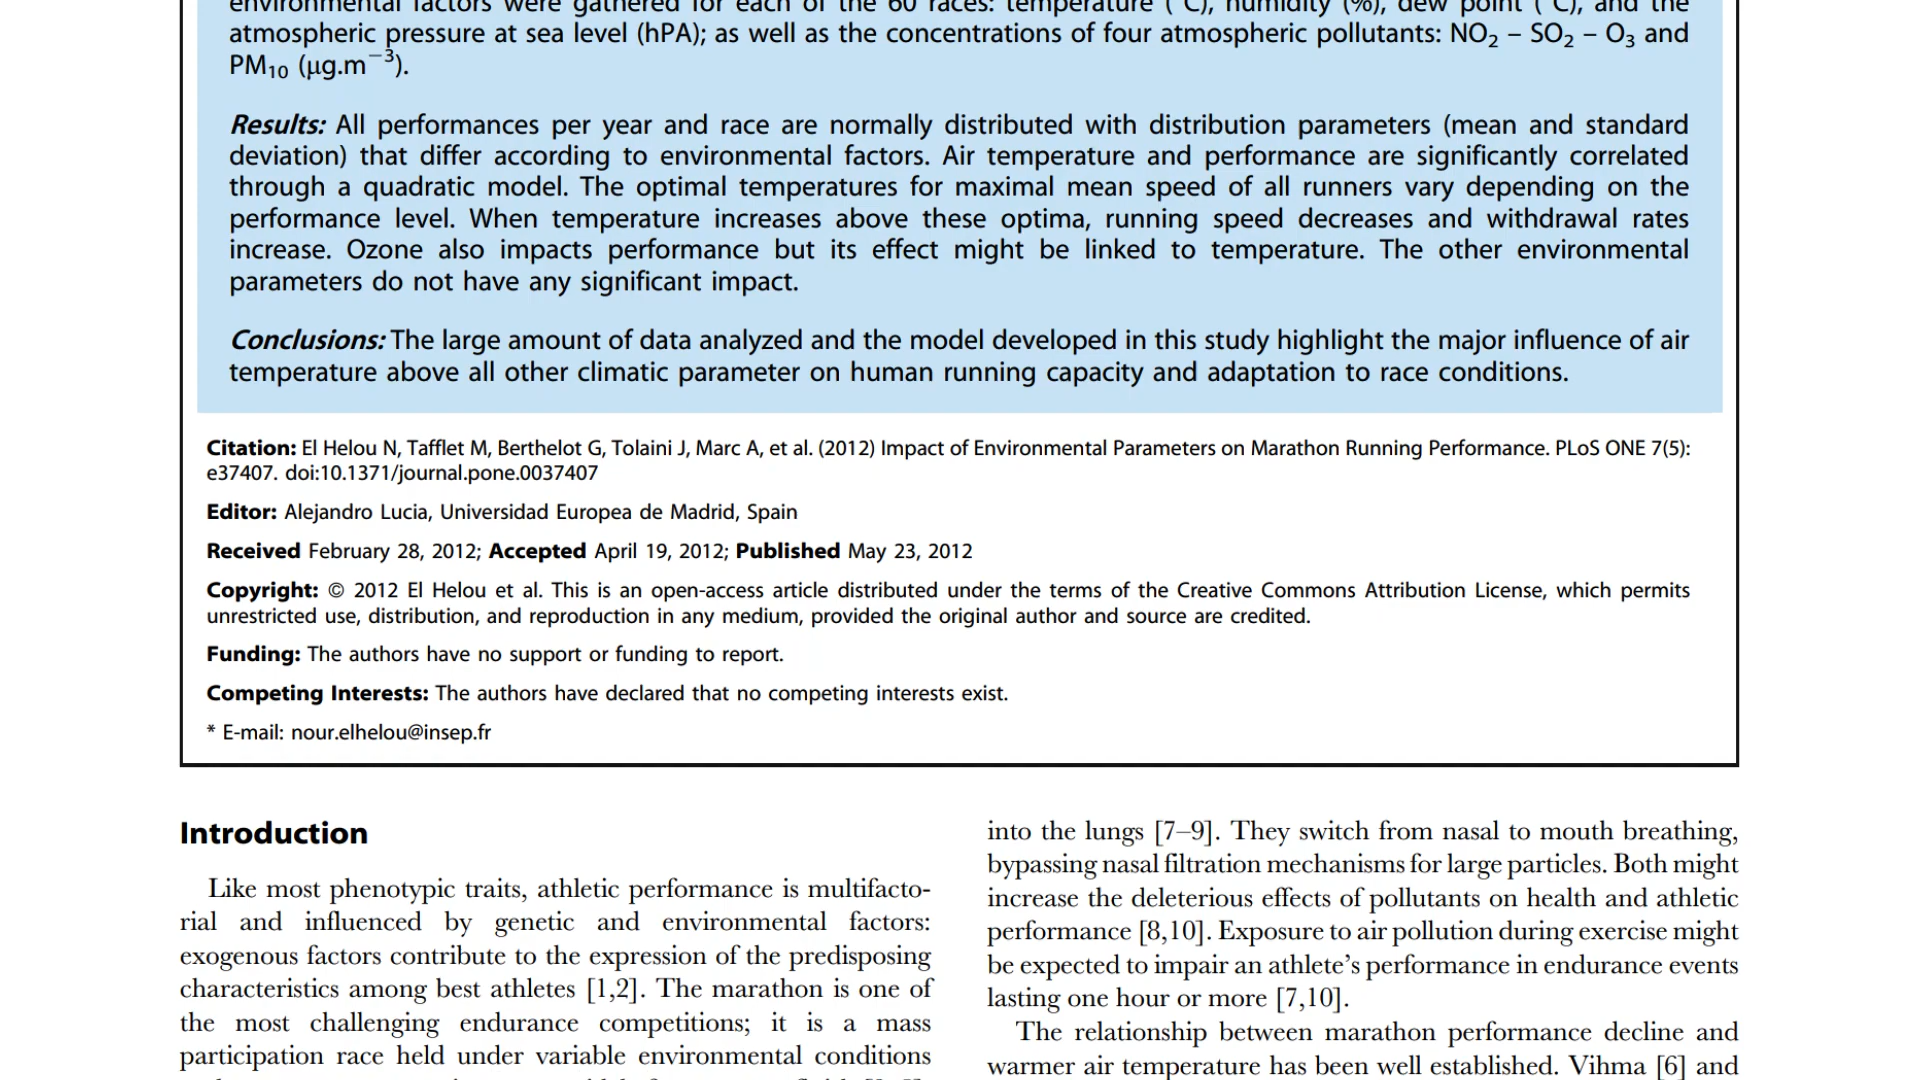 environmental factors were gathered for each of the 60 races: temperature (°C), humidity (%), dew point (°C), and the
atmospheric pressure at sea level (hPA); as well as the concentrations of four atmospheric pollutants: NO2 – SO2 – O3 and
PM10 (μg.m−3).
Results: All performances per year and race are normally distributed with distribution parameters (mean and standard
deviation) that differ according to environmental factors. Air temperature and performance are significantly correlated
through a quadratic model. The optimal temperatures for maximal mean speed of all runners vary depending on the
performance level. When temperature increases above these optima, running speed decreases and withdrawal rates
increase. Ozone also impacts performance but its effect might be linked to temperature. The other environmental
parameters do not have any significant impact.
Conclusions: The large amount of data analyzed and the model developed in this study highlight the major influence of air
temperature above all other climatic parameter on human running capacity and adaptation to race conditions.
Citation: El Helou N, Tafflet M, Berthelot G, Tolaini J, Marc A, et al. (2012) Impact of Environmental Parameters on Marathon Running Performance. PLoS ONE 7(5):
e37407. doi:10.1371/journal.pone.0037407
Editor: Alejandro Lucia, Universidad Europea de Madrid, Spain
Received February 28, 2012; Accepted April 19, 2012; Published May 23, 2012
Copyright: © 2012 El Helou et al. This is an open-access article distributed under the terms of the Creative Commons Attribution License, which permits
unrestricted use, distribution, and reproduction in any medium, provided the original author and source are credited.
Funding: The authors have no support or funding to report.
Competing Interests: The authors have declared that no competing interests exist.
* E-mail: nour.elhelou@insep.fr
Introduction
Like most phenotypic traits, athletic performance is multifacto-
rial and influenced by genetic and environmental factors:
exogenous factors contribute to the expression of the predisposing
characteristics among best athletes [1,2]. The marathon is one of
the most challenging endurance competitions; it is a mass
participation race held under variable environmental conditions
into the lungs [7–9]. They switch from nasal to mouth breathing,
bypassing nasal filtration mechanisms for large particles. Both might
increase the deleterious effects of pollutants on health and athletic
performance [8,10]. Exposure to air pollution during exercise might
be expected to impair an athlete's performance in endurance events
lasting one hour or more [7,10].
The relationship between marathon performance decline and
warmer air temperature has been well established. Vihma [6] and